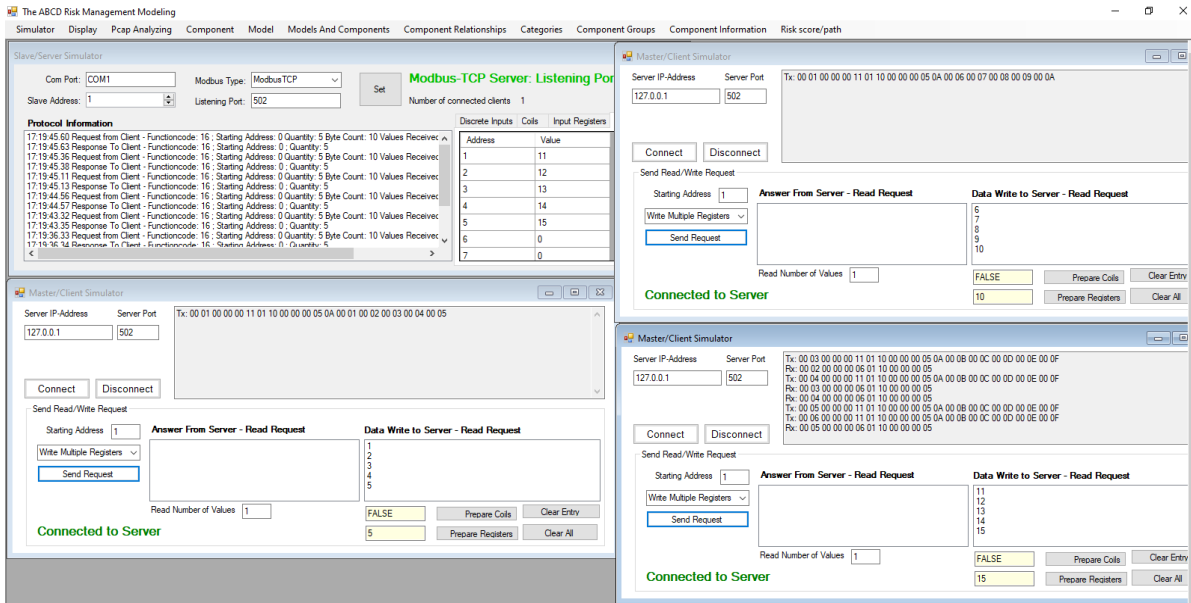 The ABCD Risk Management Modeling
Simulator Display Pcap Analyzing Component Model Models And Components Component Relationships Categories Component Groups Component Information Risk score/path
Slave/Server Simulator
Com Port: COM1
Modbus Type: ModbusTCP
Set
Modbus-TCP Server: Listening Por
Slave Address: 1
Listening Port: 502
Number of connected clients 1
Protocol Information
17:19:45.60 Request from Client - Functioncode: 16 ; Starting Address: 0 Quantity: 5 Byte Count: 10 Values Received
17:19:45.63 Response To Client - Functioncode: 16 ; Starting Address: 0 ; Quantity: 5
17:19:45.36 Request from Client - Functioncode: 16 ; Starting Address: 0 Quantity: 5 Byte Count: 10 Values Received
17:19:45.38 Response To Client - Functioncode: 16 ; Starting Address: 0 ; Quantity: 5
17:19:45.11 Request from Client - Functioncode: 16 ; Starting Address: 0 Quantity: 5 Byte Count: 10 Values Received
17:19:45.13 Response To Client - Functioncode: 16 ; Starting Address: 0 ; Quantity: 5
17:19:44.56 Request from Client - Functioncode: 16 ; Starting Address: 0 Quantity: 5 Byte Count: 10 Values Received
17:19:44.57 Response To Client - Functioncode: 16 ; Starting Address: 0 ; Quantity: 5
17:19:43.32 Request from Client - Functioncode: 16 ; Starting Address: 0 Quantity: 5 Byte Count: 10 Values Received
17:19:43.35 Response To Client - Functioncode: 16 ; Starting Address: 0 ; Quantity: 5
17:19:36.33 Request from Client - Functioncode: 16 ; Starting Address: 0 Quantity: 5 Byte Count: 10 Values Received
17:19:36.34 Response To Client - Functioncode: 16 ; Starting Address: 0 ; Quantity: 5
Discrete Inputs Coils Input Registers
Address Value
1 11
2 12
3 13
4 14
5 15
6 0
7 0
Master/Client Simulator
Server IP-Address Server Port
127.0.0.1 502
Tx: 00 01 00 00 00 11 01 10 00 00 00 05 0A 00 06 00 07 00 08 00 09 00 0A
Connect Disconnect
Send Read/Write Request
Starting Address 1
Write Multiple Registers
Send Request
Answer From Server - Read Request
Data Write to Server - Read Request
6
7
8
9
10
Read Number of Values 1
FALSE Prepare Coils Clear Entry
10 Prepare Registers Clear All
Connected to Server
Master/Client Simulator
Server IP-Address Server Port
127.0.0.1 502
Tx: 00 01 00 00 00 11 01 10 00 00 00 05 0A 00 01 00 02 00 03 00 04 00 05
Connect Disconnect
Send Read/Write Request
Starting Address 1
Write Multiple Registers
Send Request
Answer From Server - Read Request
Data Write to Server - Read Request
1
2
3
4
5
Read Number of Values 1
FALSE Prepare Coils Clear Entry
5 Prepare Registers Clear All
Connected to Server
Master/Client Simulator
Server IP-Address Server Port
127.0.0.1 502
Tx: 00 03 00 00 00 11 01 10 00 00 00 05 0A 00 0B 00 0C 00 0D 00 0E 00 0F
Rx: 00 02 00 00 00 06 01 10 00 00 00 05
Tx: 00 04 00 00 00 11 01 10 00 00 00 05 0A 00 0B 00 0C 00 0D 00 0E 00 0F
Rx: 00 03 00 00 00 06 01 10 00 00 00 05
Rx: 00 04 00 00 00 06 01 10 00 00 00 05
Tx: 00 05 00 00 00 11 01 10 00 00 00 05 0A 00 0B 00 0C 00 0D 00 0E 00 0F
Tx: 00 06 00 00 00 11 01 10 00 00 00 05 0A 00 0B 00 0C 00 0D 00 0E 00 0F
Rx: 00 05 00 00 00 06 01 10 00 00 00 05
Connect Disconnect
Send Read/Write Request
Starting Address 1
Write Multiple Registers
Send Request
Answer From Server - Read Request
Data Write to Server - Read Request
11
12
13
14
15
Read Number of Values 1
FALSE Prepare Coils Clear Entry
15 Prepare Registers Clear All
Connected to Server